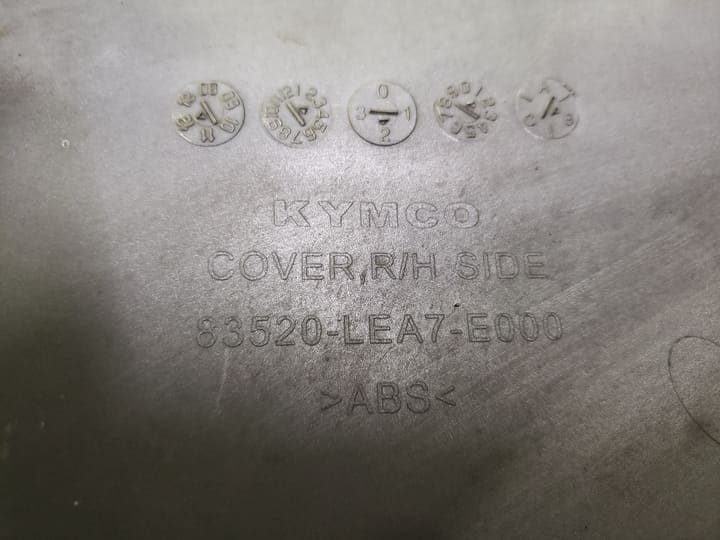 KYMCO
COVER,R/H SIDE
83520-LEA7-E000
>ABS<